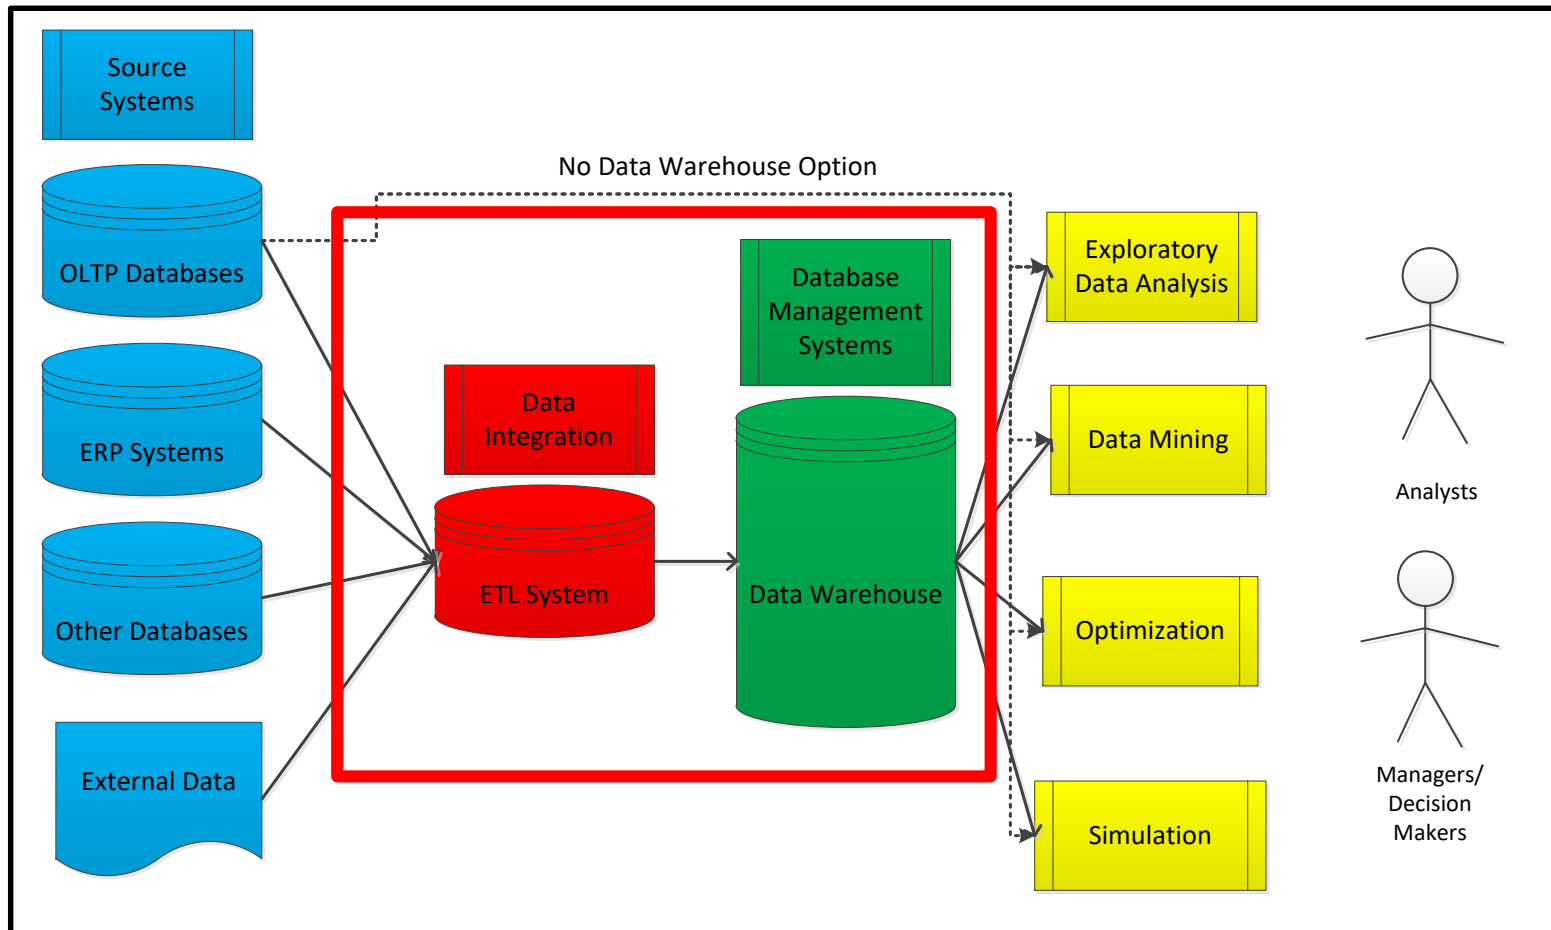 Source
Systems
No Data Warehouse Option
OLTP Databases
ERP Systems
Other Databases
External Data
Data
Integration
ETL System
Database
Management
Systems
Data Warehouse
Exploratory
Data Analysis
Data Mining
Optimization
Simulation
Analysts
Managers/
Decision
Makers